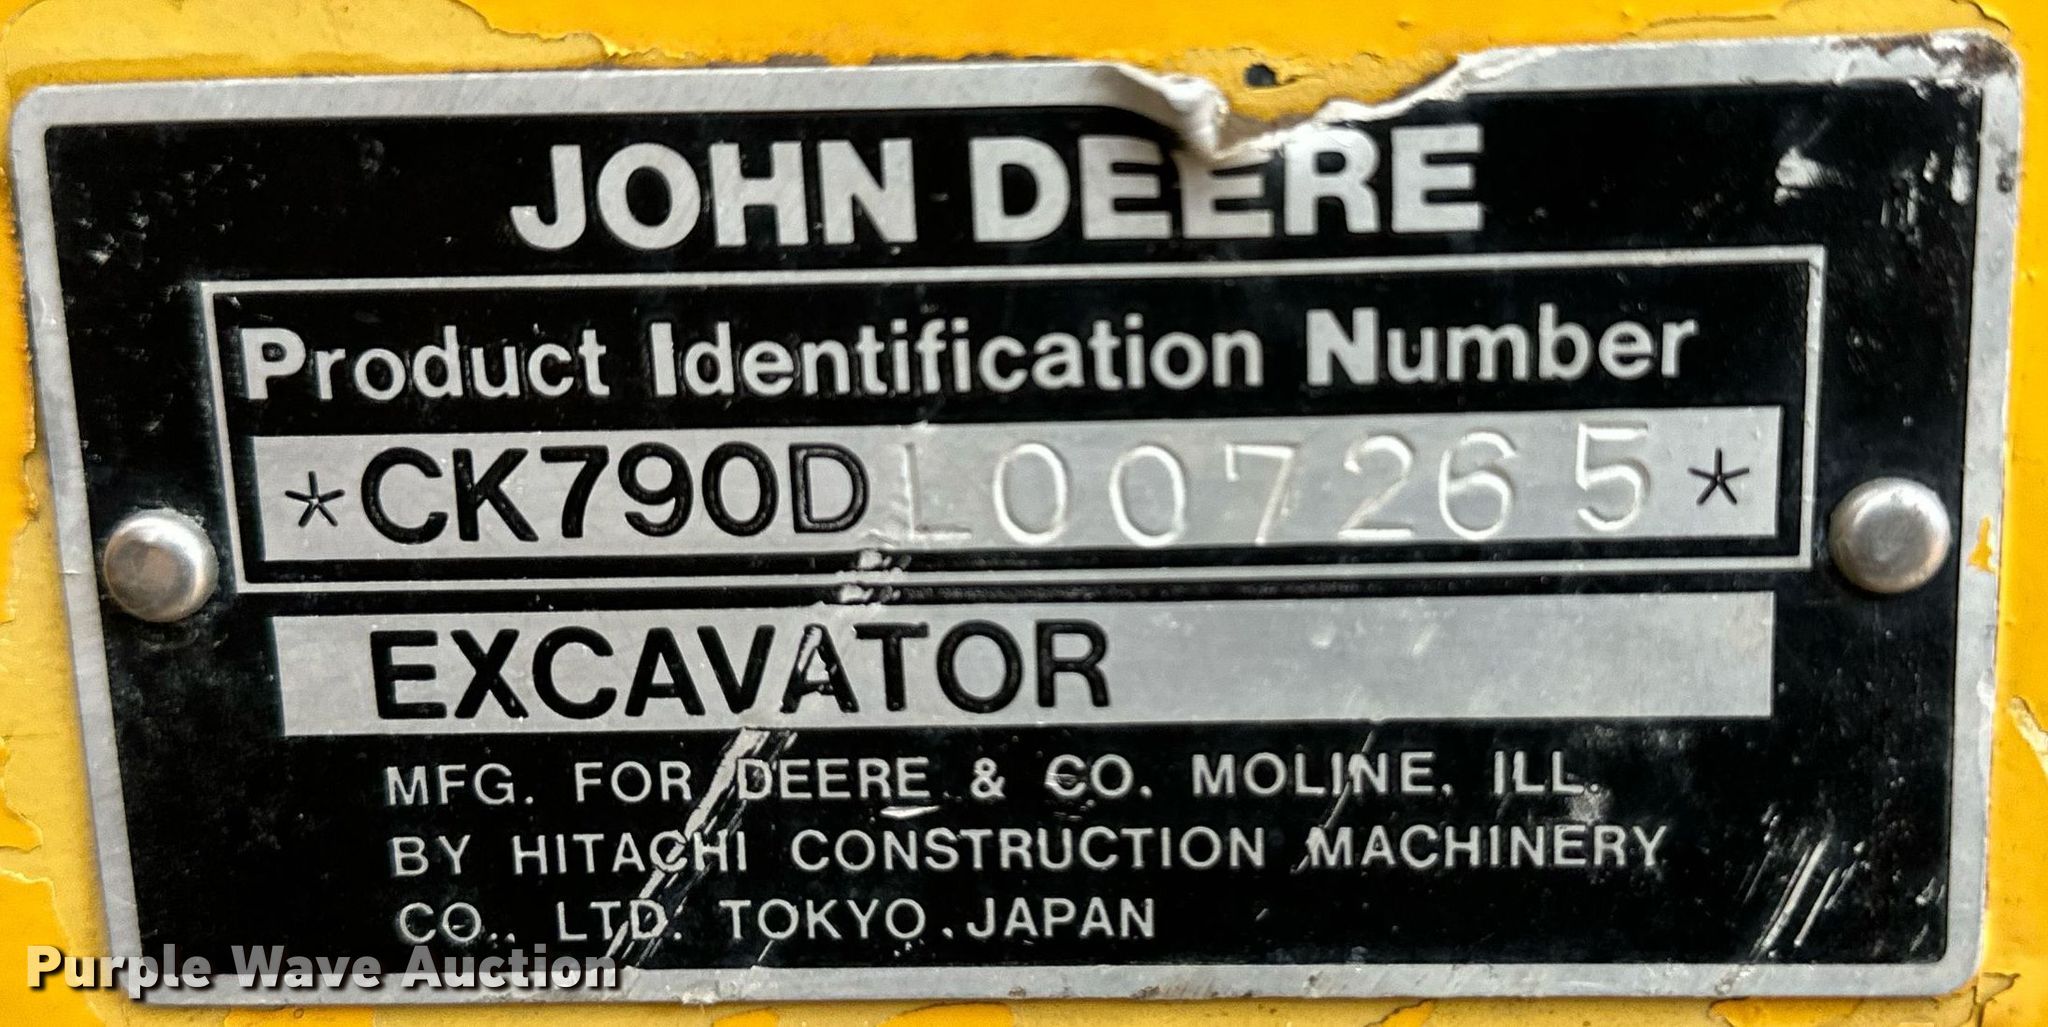 JOHN DEERE
Product Identification Number
*CK790DL007265*
EXCAVATOR
MFG. FOR DEERE & CO. MOLINE. ILL.
BY HITACHI CONSTRUCTION MACHINERY
CO., LTD. TOKYO, JAPAN
Purple Wave Auction